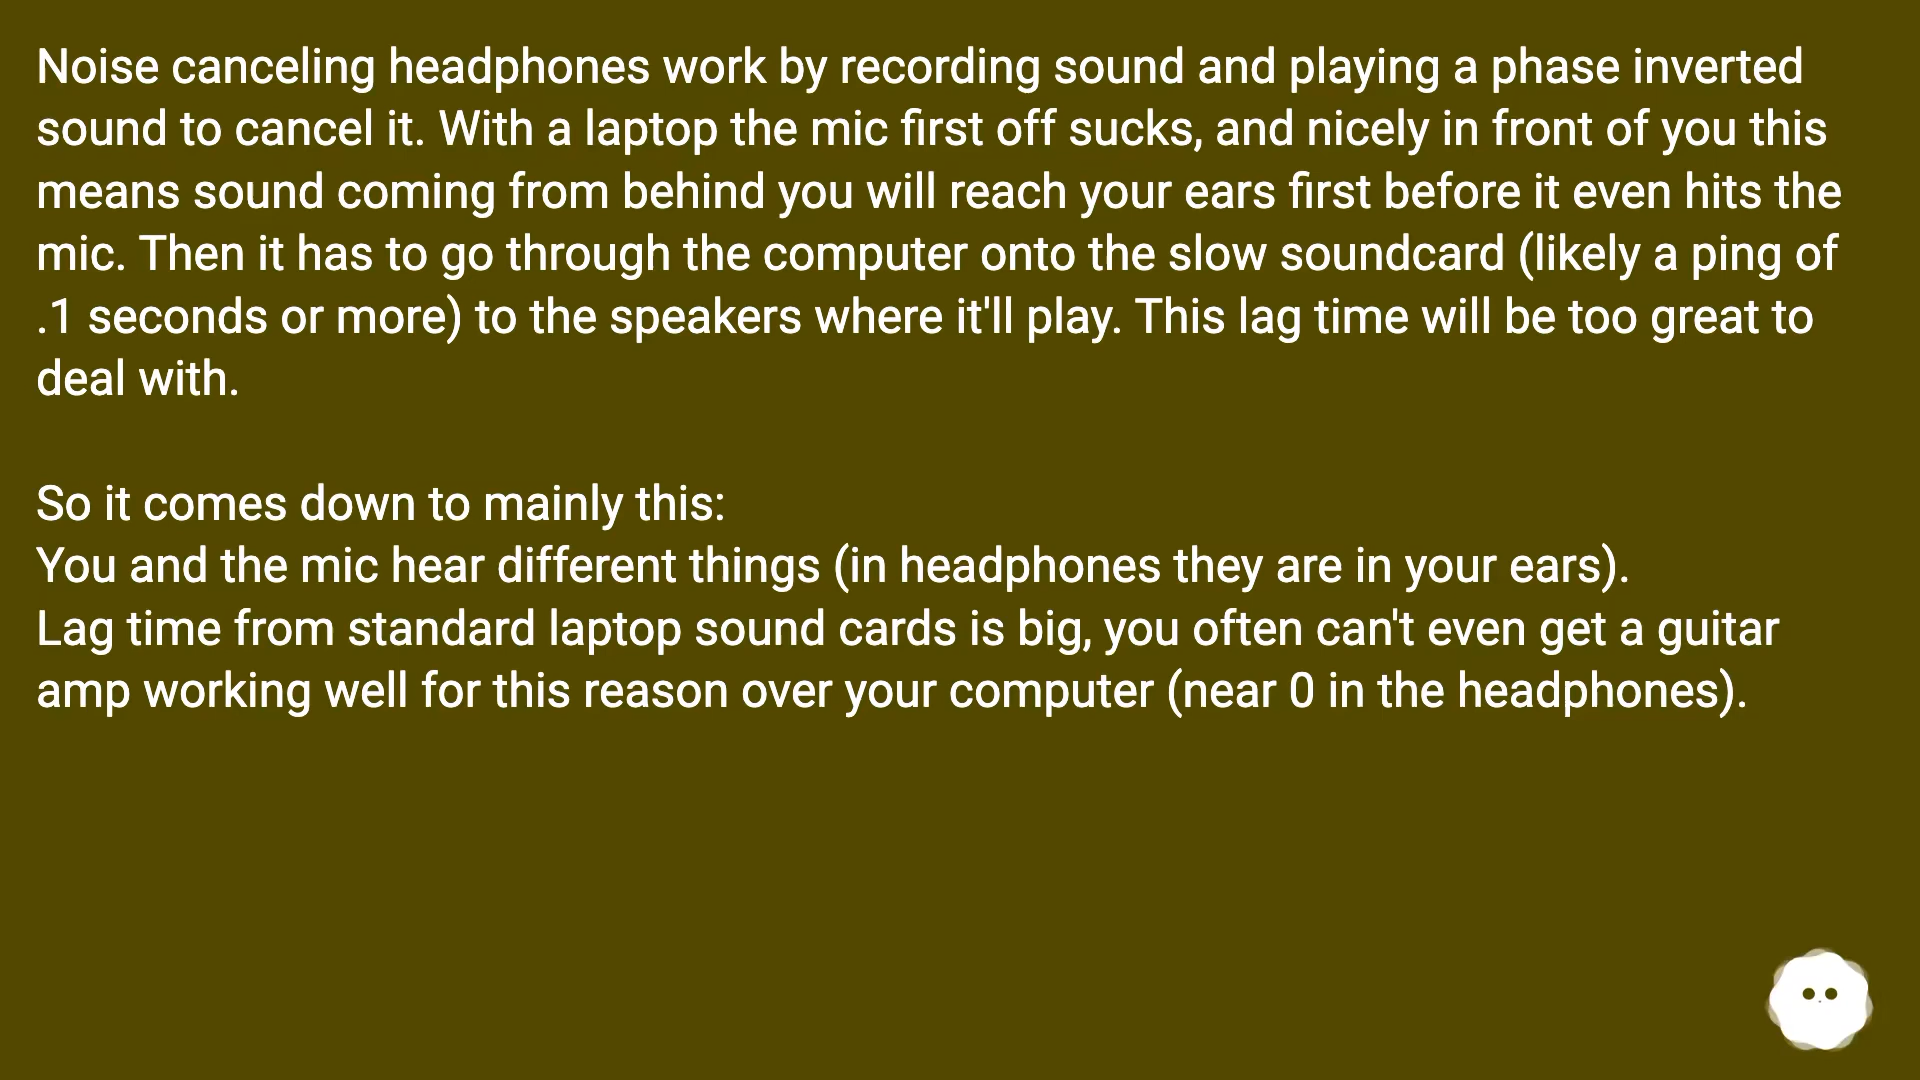 Noise canceling headphones work by recording sound and playing a phase inverted
sound to cancel it. With a laptop the mic first off sucks, and nicely in front of you this
means sound coming from behind you will reach your ears first before it even hits the
mic. Then it has to go through the computer onto the slow soundcard (likely a ping of
.1 seconds or more) to the speakers where it'll play. This lag time will be too great to
deal with.
So it comes down to mainly this:
You and the mic hear different things (in headphones they are in your ears).
Lag time from standard laptop sound cards is big, you often can't even get a guitar
amp working well for this reason over your computer (near 0 in the headphones).